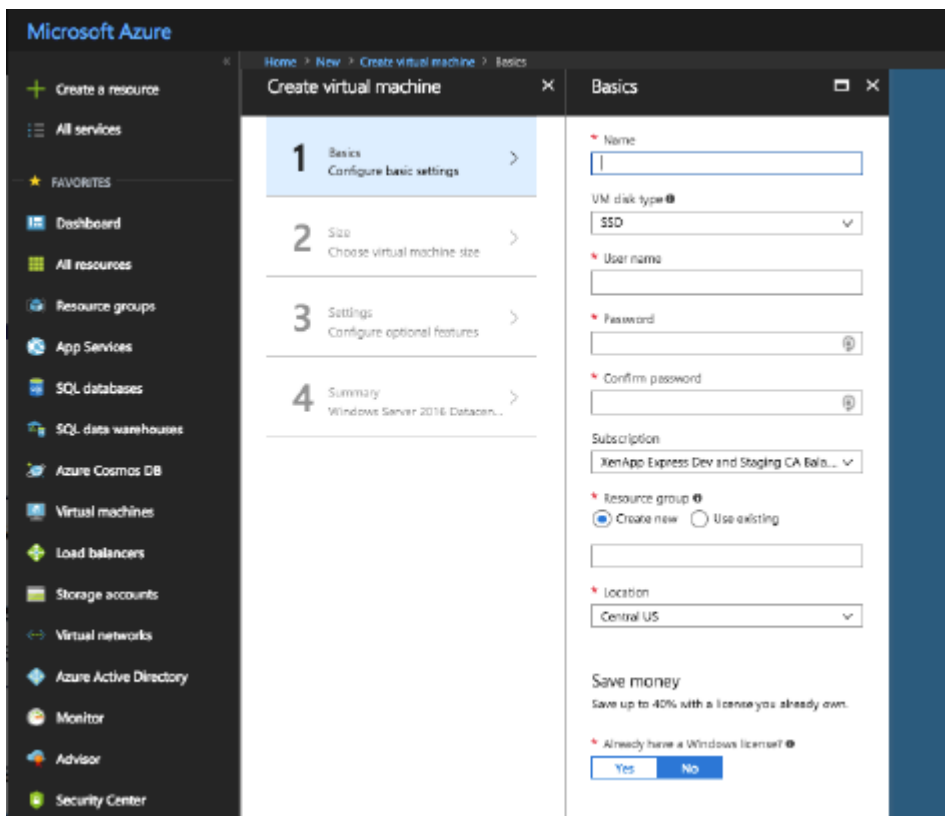 Microsoft Azure
«
Home > New > Create virtual machine > Basics
Create a resource
All services
FAVORITES
Dashboard
All resources
Resource groups
App Services
SQL databases
SQL data warehouses
Azure Cosmos DB
Virtual machines
Load balancers
Storage accounts
Virtual networks
Azure Active Directory
Monitor
Advisor
Security Center
Create virtual machine
1
Basics
Configure basic settings
2
Size
Choose virtual machine size
3
Settings
Configure optional features
4
Summary
Windows Server 2016 Datacen...
Basics
* Name
VM disk type
SSD
* User name
* Password
* Confirm password
Subscription
XenApp Express Dev and Staging CA Bala...
* Resource group
Create new Use existing
* Location
Central US
Save money
Save up to 40% with a license you already own.
* Already have a Windows license?
Yes No